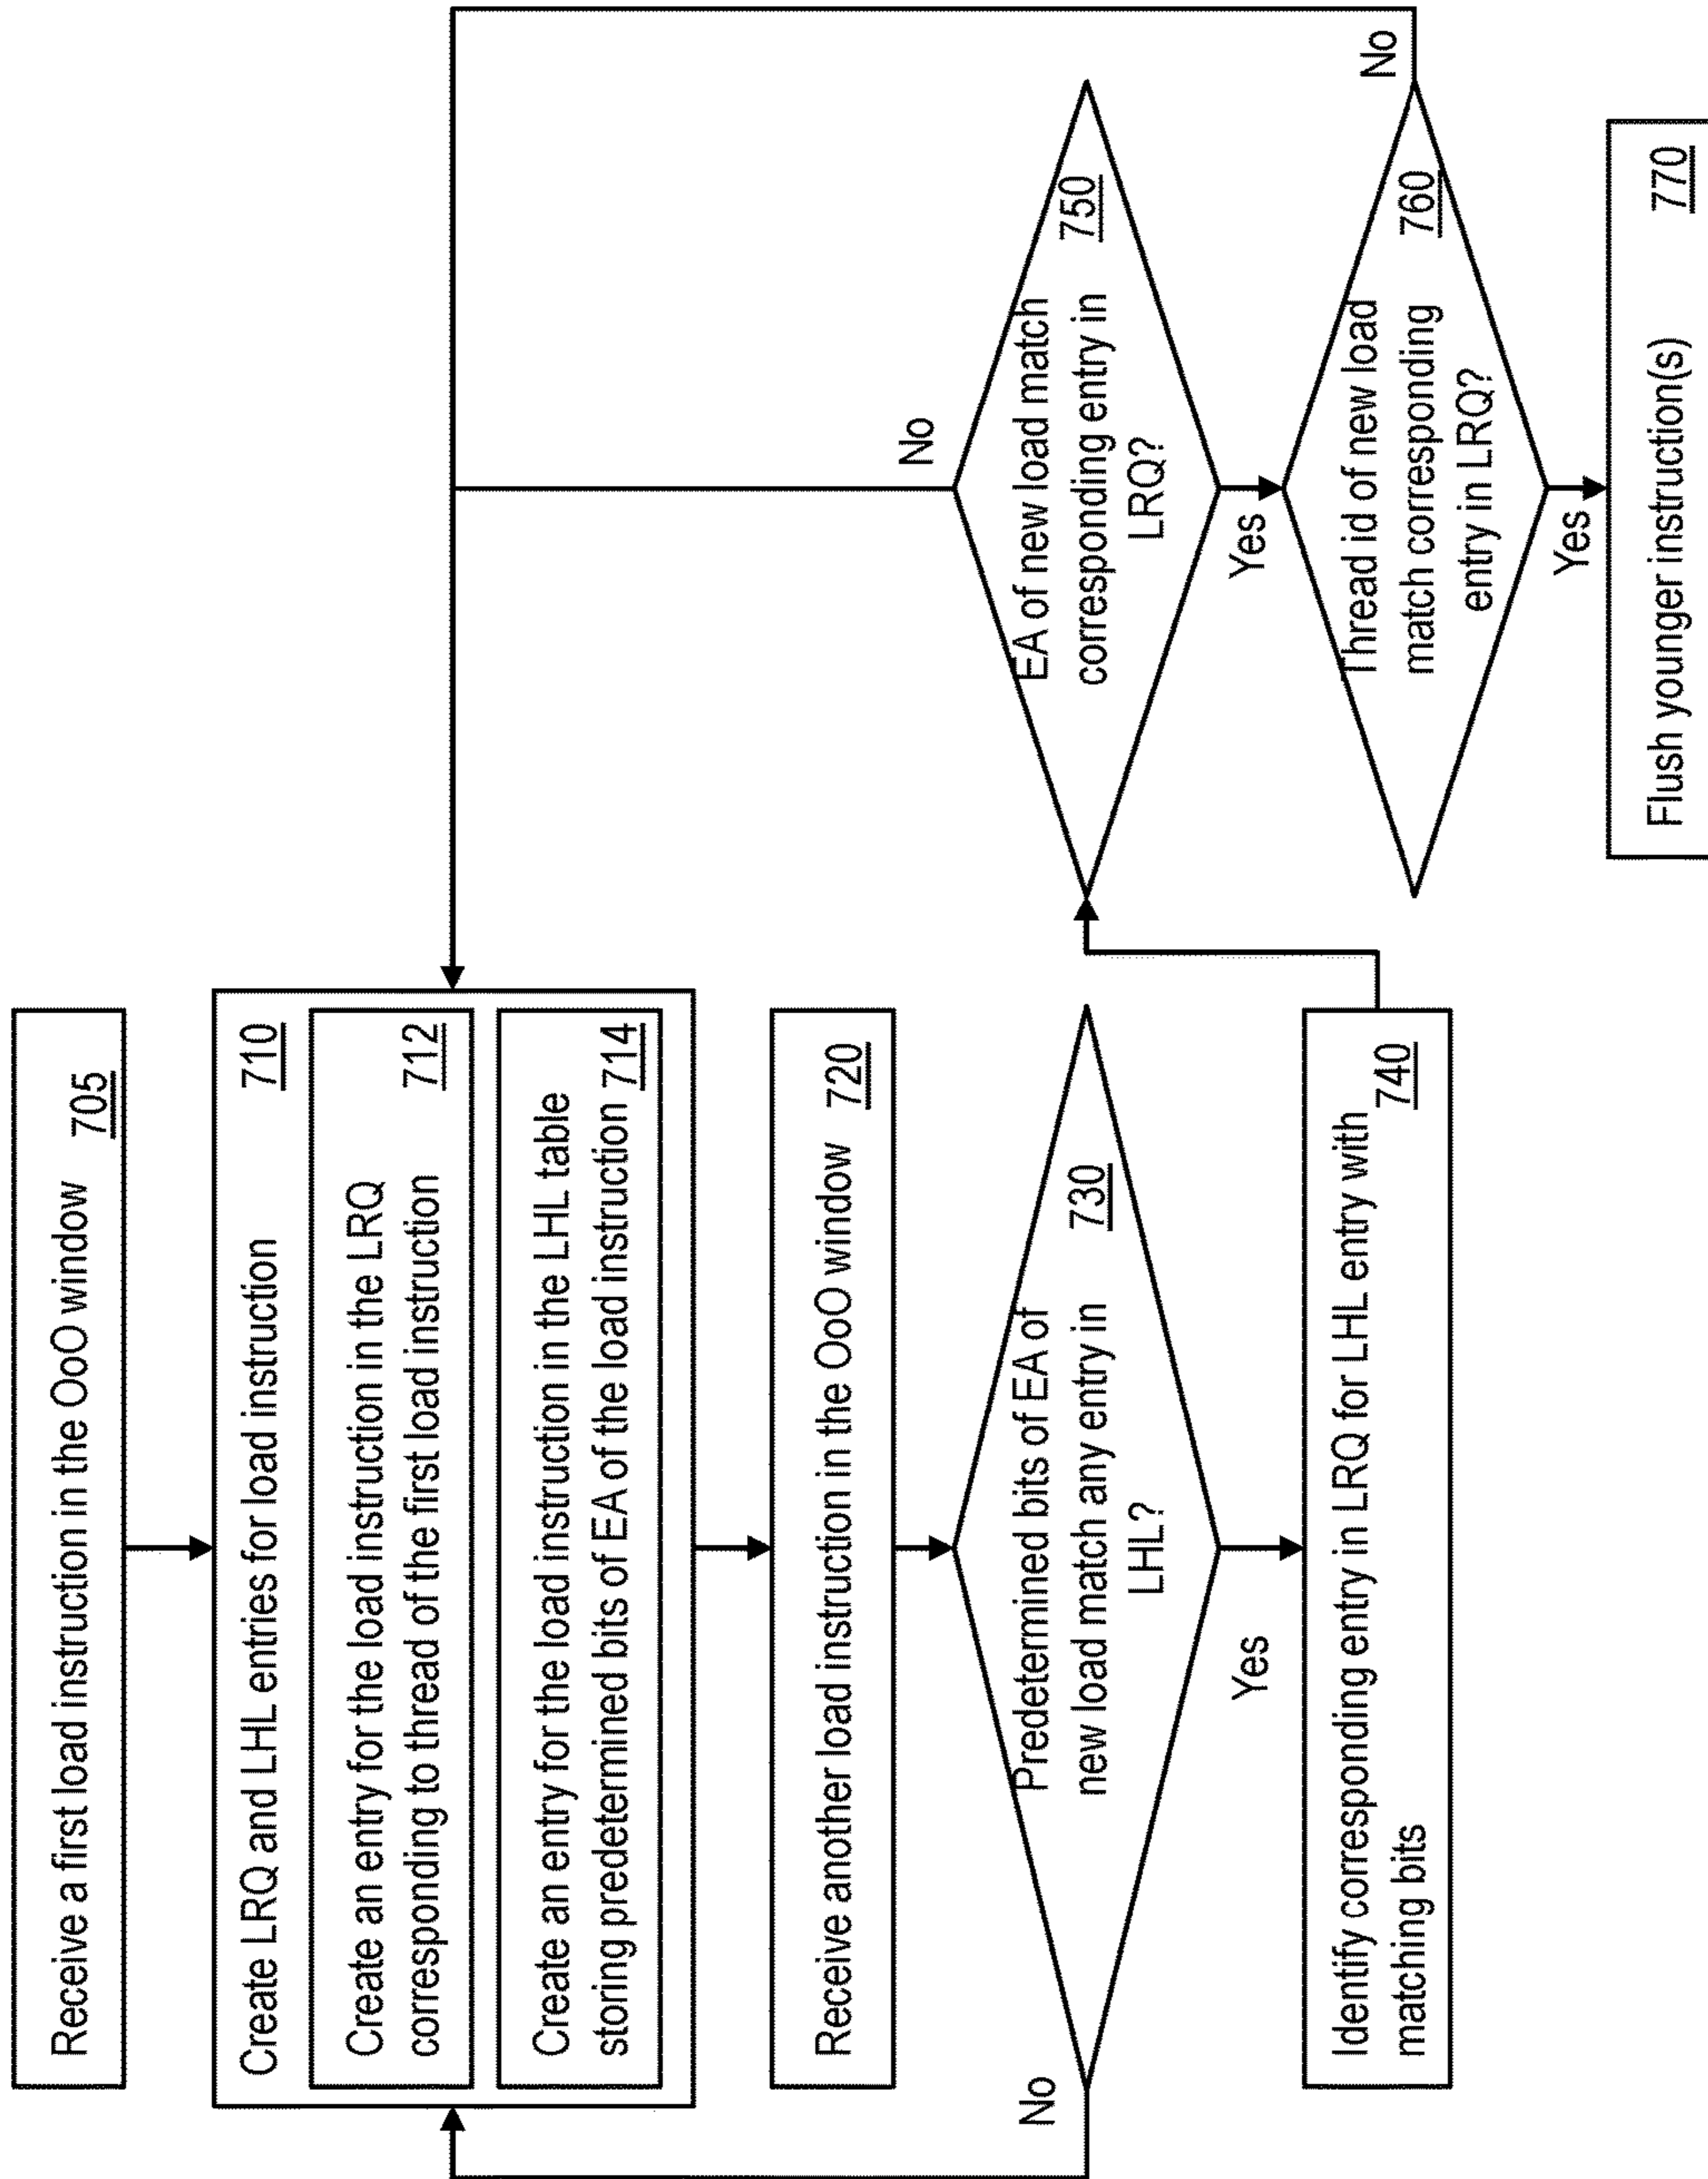 Receive a first load instruction in the OoO window 705
Create LRQ and LHL entries for load instruction 710
Create an entry for the load instruction in the LRQ
corresponding to thread of the first load instruction 712
Create an entry for the load instruction in the LHL table
storing predetermined bits of EA of the load instruction 714
Receive another load instruction in the OoO window 720
Predetermined bits of EA of
new load match any entry in
LHL?
730
No
Yes
Identify corresponding entry in LRQ for LHL entry with
matching bits 740
EA of new load match
corresponding entry in
LRQ?
750
No
Yes
Thread id of new load
match corresponding
entry in LRQ?
760
No
Yes
Flush younger instruction(s) 770